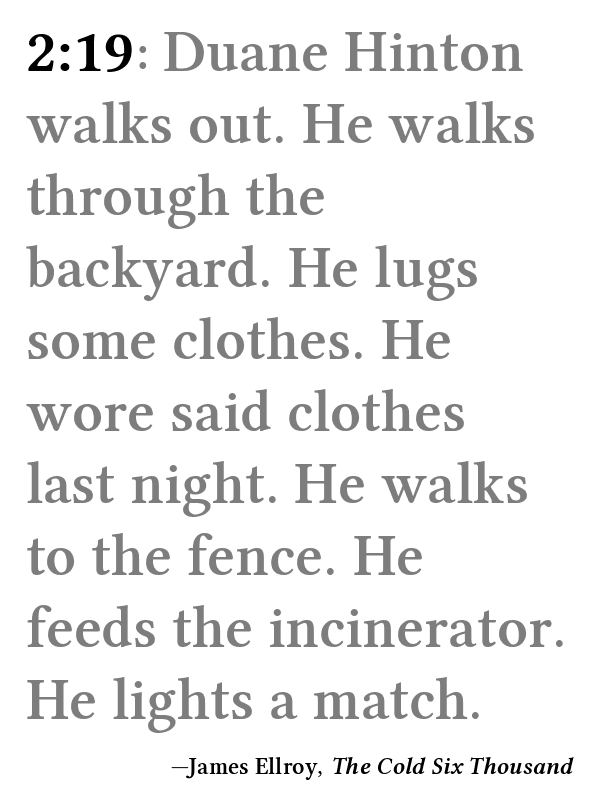 2:19: Duane Hinton
walks out. He walks
through the
backyard. He lugs
some clothes. He
wore said clothes
last night. He walks
to the fence. He
feeds the incinerator.
He lights a match.
—James Ellroy, The Cold Six Thousand